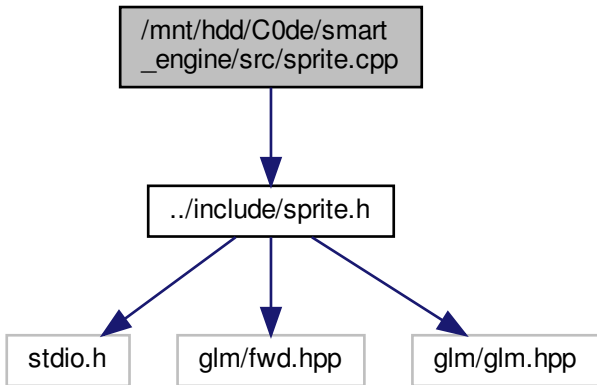 /mnt/hdd/C0de/smart
_engine/src/sprite.cpp
../include/sprite.h
stdio.h
glm/fwd.hpp
glm/glm.hpp